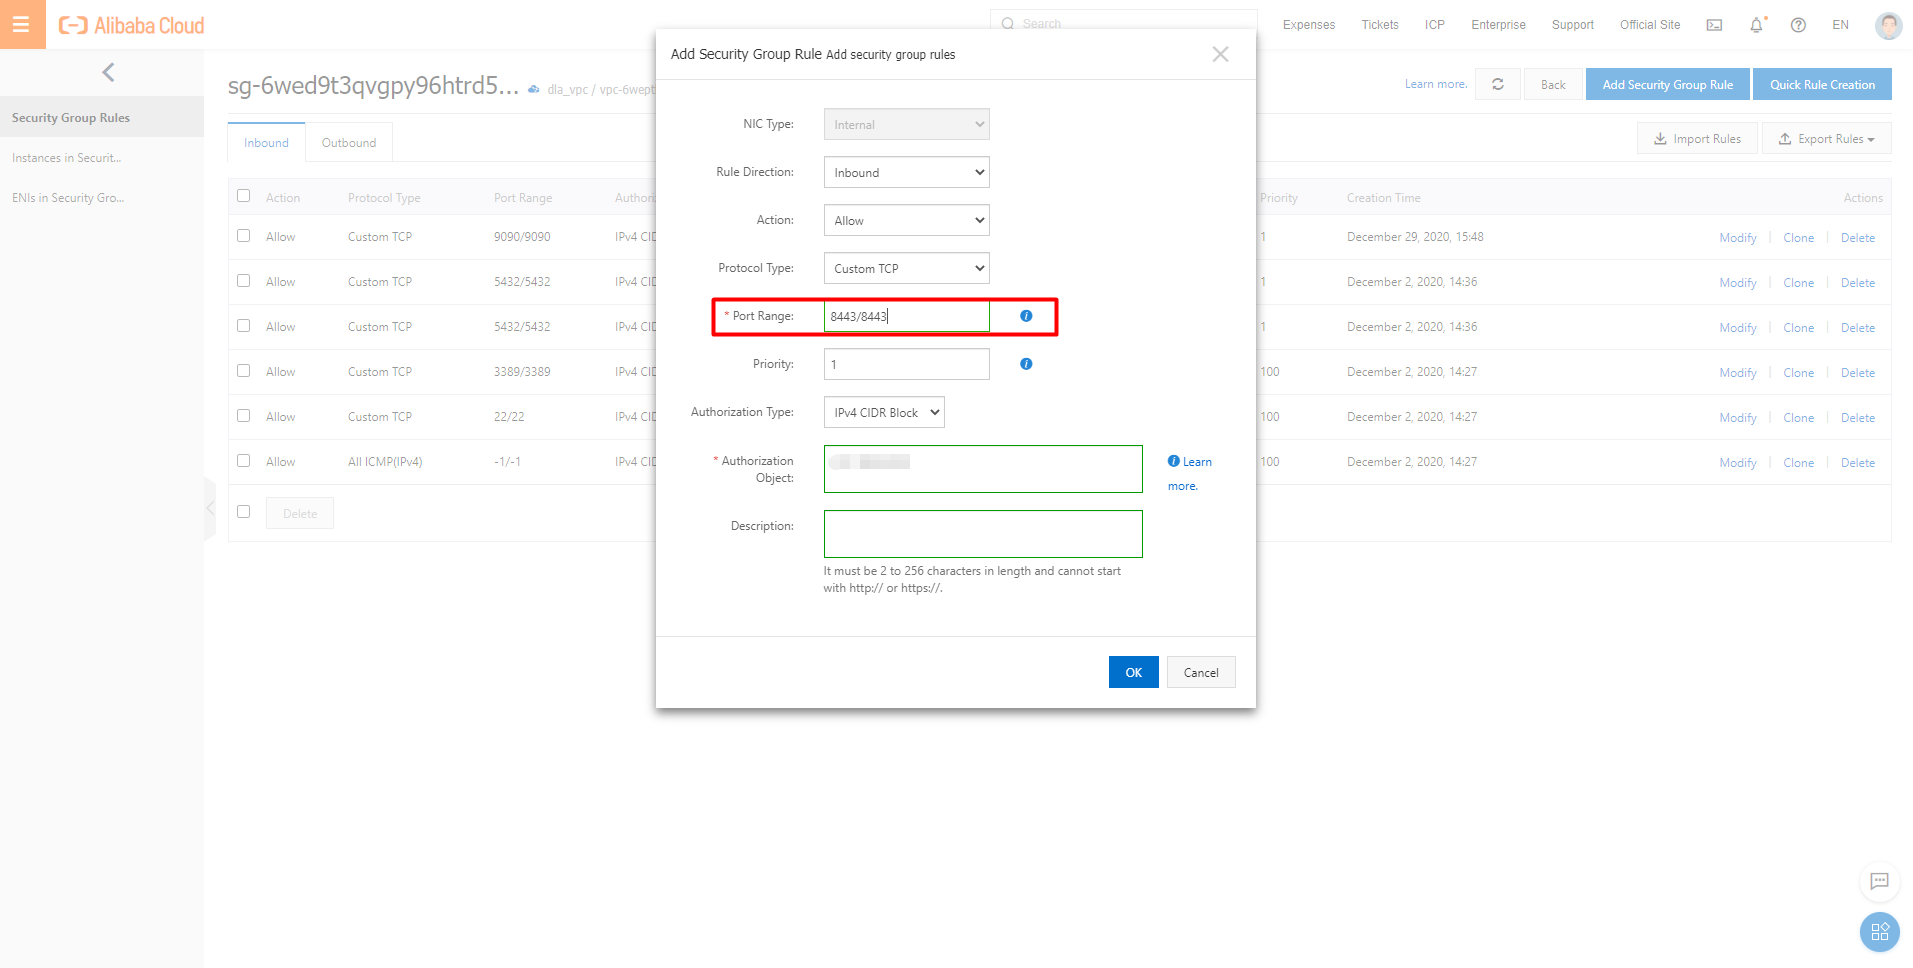 Alibaba Cloud
Search
Expenses
Tickets
ICP
Enterprise
Support
Official Site
EN
Security Group Rules
Instances in Securit...
ENIs in Security Gro...
sg-6wed9t3qvgpy96htrd5...
dla_vpc / vpc-6wept
Learn more.
Back
Add Security Group Rule
Quick Rule Creation
Inbound
Outbound
Import Rules
Export Rules
Action Protocol Type Port Range Authoriz Priority Creation Time Actions
Allow Custom TCP 9090/9090 IPv4 CID 1 December 29, 2020, 15:48 Modify Clone Delete
Allow Custom TCP 5432/5432 IPv4 CID 1 December 2, 2020, 14:36 Modify Clone Delete
Allow Custom TCP 5432/5432 IPv4 CID 1 December 2, 2020, 14:36 Modify Clone Delete
Allow Custom TCP 3389/3389 IPv4 CID 100 December 2, 2020, 14:27 Modify Clone Delete
Allow Custom TCP 22/22 IPv4 CID 100 December 2, 2020, 14:27 Modify Clone Delete
Allow All ICMP(IPv4) -1/-1 IPv4 CID 100 December 2, 2020, 14:27 Modify Clone Delete
Delete
Add Security Group Rule Add security group rules
NIC Type: Internal
Rule Direction: Inbound
Action: Allow
Protocol Type: Custom TCP
* Port Range: 8443/8443
Priority: 1
Authorization Type: IPv4 CIDR Block
* Authorization
Object:
Learn
more.
Description:
It must be 2 to 256 characters in length and cannot start
with http:// or https://.
OK
Cancel